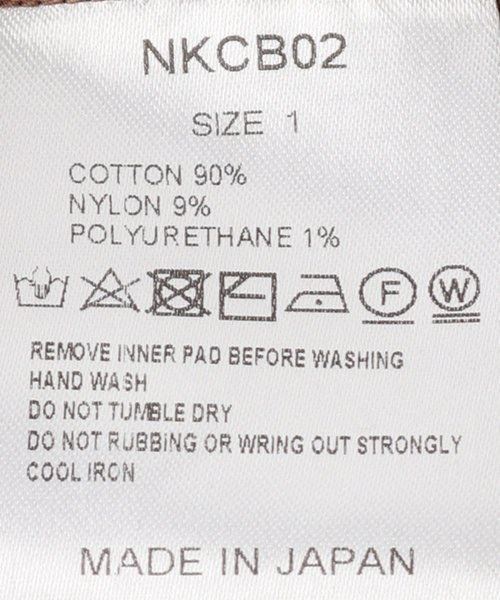 NKCB02
SIZE 1
COTTON 90%
NYLON 9%
POLYURETHANE 1%
F W
REMOVE INNER PAD BEFORE WASHING
HAND WASH
DO NOT TUMBLE DRY
DO NOT RUBBING OR WRING OUT STRONGLY
COOL IRON
MADE IN JAPAN